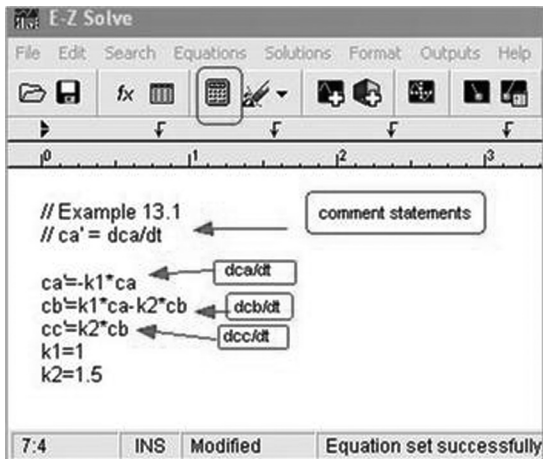 E-Z Solve
File Edit Search Equations Solutions Format Outputs Help
fx
0 1 2 3
// Example 13.1
// ca' = dca/dt
comment statements
ca'=-k1*ca
dca/dt
cb'=k1*ca-k2*cb
dcb/dt
cc'=k2*cb
dcc/dt
k1=1
k2=1.5
7:4 INS Modified Equation set successfully